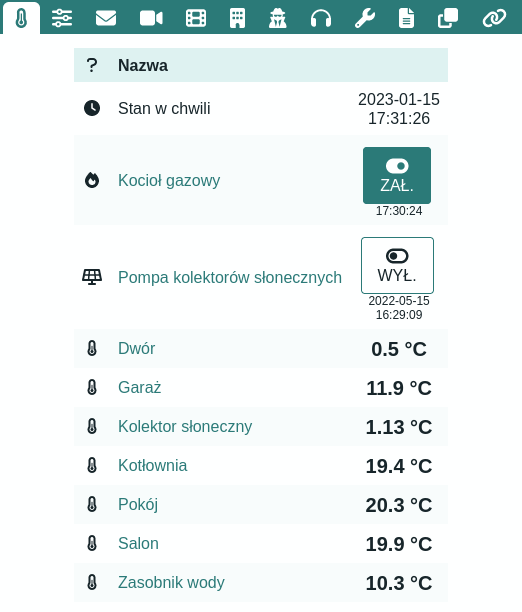 ? Nazwa
Stan w chwili 2023-01-15
17:31:26
Kocioł gazowy ZAŁ.
17:30:24
Pompa kolektorów słonecznych WYŁ.
2022-05-15
16:29:09
Dwór 0.5 °C
Garaż 11.9 °C
Kolektor słoneczny 1.13 °C
Kotłownia 19.4 °C
Pokój 20.3 °C
Salon 19.9 °C
Zasobnik wody 10.3 °C